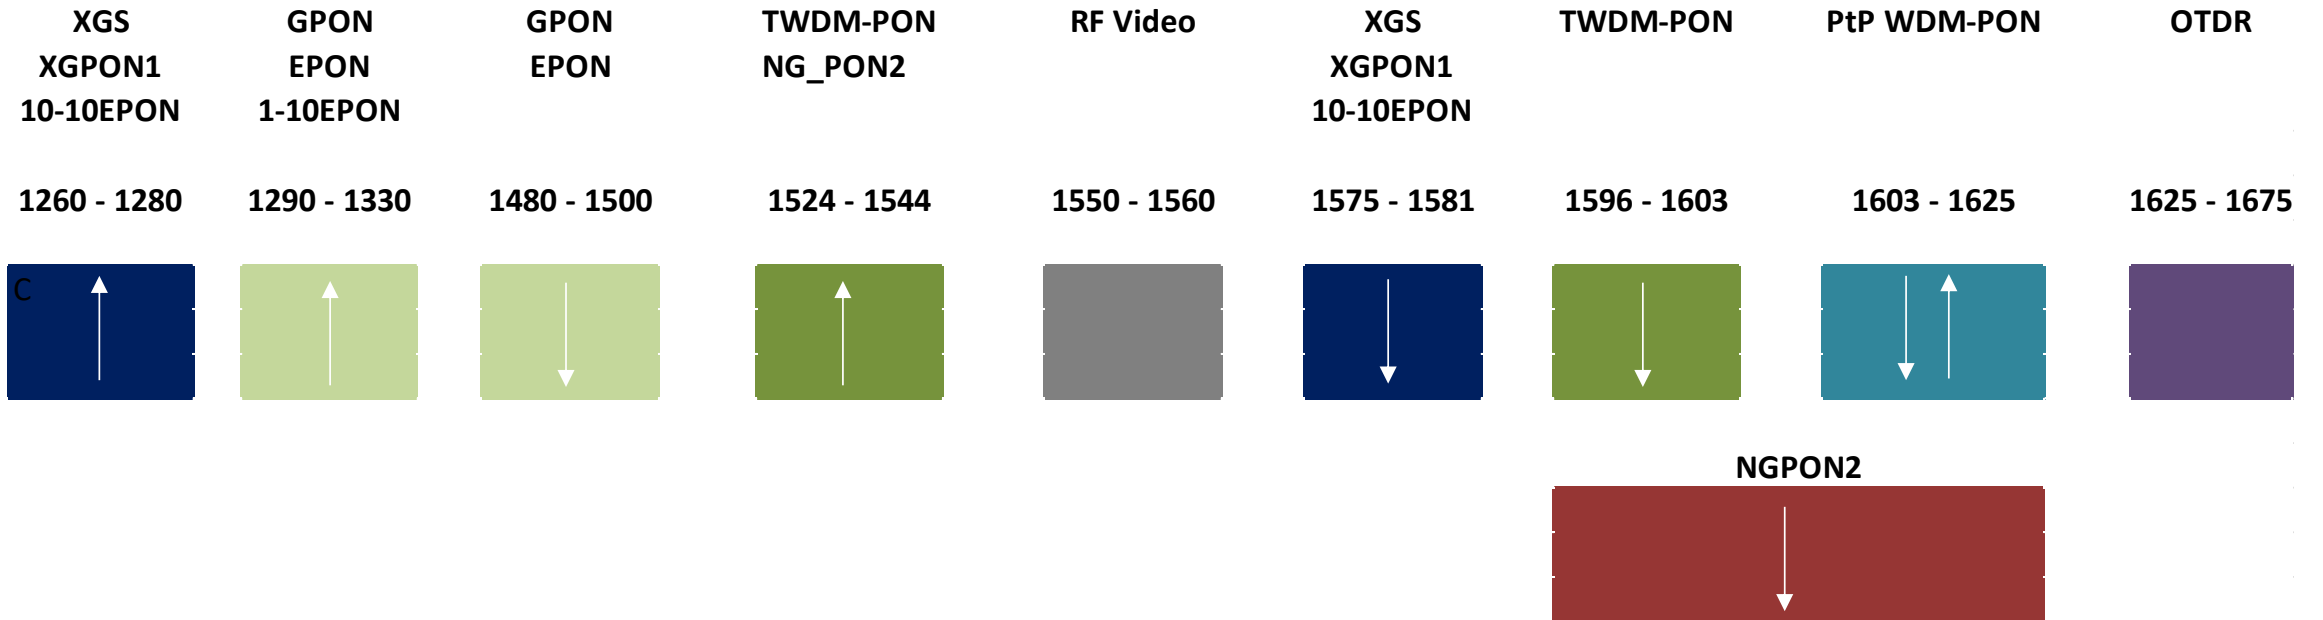 XGS GPON GPON TWDM-PON RF Video XGS TWDM-PON PtP WDM-PON OTDR
XGPON1 EPON EPON NG_PON2 XGPON1
10-10EPON 1-10EPON 10-10EPON
1260 - 1280 1290 - 1330 1480 - 1500 1524 - 1544 1550 - 1560 1575 - 1581 1596 - 1603 1603 - 1625 1625 - 1675
C
NGPON2